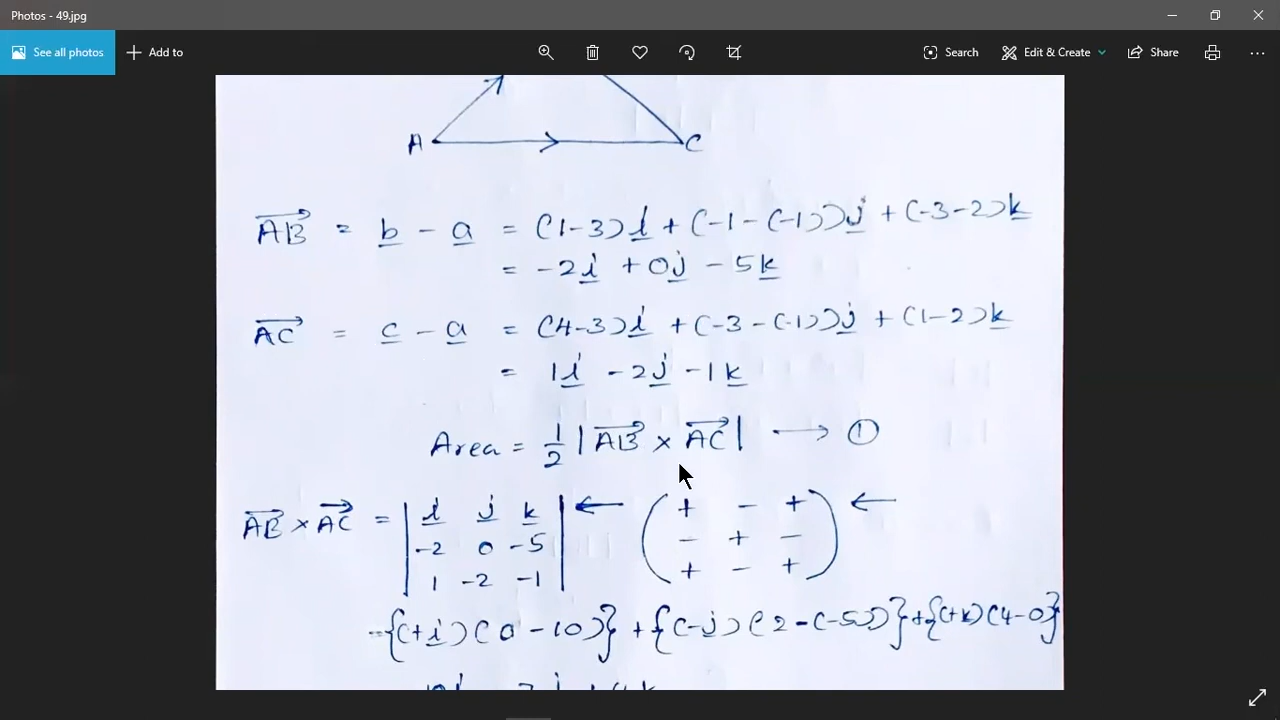 Photos - 49.jpg
See all photos
Add to
Search
Edit & Create
Share
A
C
AB = b - a = (1-3)i + (-1-(-1))j + (-3-2)k
= -2i + 0j - 5k
AC = c - a = (4-3)i + (-3-(-1))j + (1-2)k
= 1i - 2j - 1k
Area = 1/2 |AB × AC| → ①
AB × AC = | i j k | ← ( + - + ) ←
-2 0 -5 - + -
1 -2 -1 + - +
={(+i)(0-10)} + {(-j)(2-(-5))} + {(+k)(4-0)}